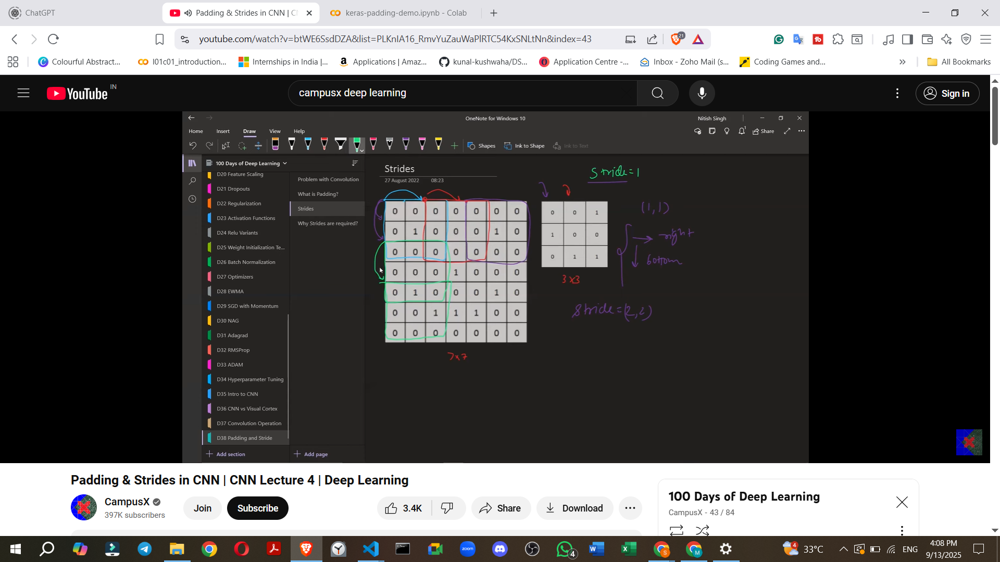 ChatGPT
Padding & Strides in CNN | C
keras-padding-demo.ipynb - Colab
youtube.com/watch?v=btWE6SsdDZA&list=PLKnIA16_RmvYuZauWaPlRTC54KxSNLtNn&index=43
21
Colourful Abstract...
l01c01_introduction...
Internships in India |...
Applications | Amaz...
kunal-kushwaha/DS...
Application Centre -...
Inbox - Zoho Mail (s...
Coding Games and...
All Bookmarks
YouTube IN
campusx deep learning
Sign in
OneNote for Windows 10
Nitish Singh
Home Insert Draw View Help
Share
Shapes
Ink to Shape
Ink to Text
100 Days of Deep Learning
D20 Feature Scaling
D21 Dropouts
D22 Regularization
D23 Activation Functions
D24 Relu Variants
D25 Weight Initialization Te...
D26 Batch Normalization
D27 Optimizers
D28 EWMA
D29 SGD with Momentum
D30 NAG
D31 Adagrad
D32 RMSProp
D33 ADAM
D34 Hyperparameter Tuning
D35 Intro to CNN
D36 CNN vs Visual Cortex
D37 Convolution Operation
D38 Padding and Stride
Add section
Problem with Convolution
What is Padding?
Strides
Why Strides are required?
Add page
Strides
27 August 2022 08:23
Stride=1
0 0 0 0 0 0 0
0 1 0 0 0 1 0
0 0 0 0 0 0 0
0 0 0 1 0 0 0
0 1 0 0 0 1 0
0 0 1 1 1 0 0
0 0 0 0 0 0 0
7x7
0 0 1
1 0 0
0 1 1
3x3
(1,1)
right
bottom
Stride=(2,2)
Padding & Strides in CNN | CNN Lecture 4 | Deep Learning
CampusX
397K subscribers
Join
Subscribe
3.4K
Share
Download
100 Days of Deep Learning
CampusX - 43 / 84
zoom
4
4
33°C
ENG
4:08 PM
9/13/2025